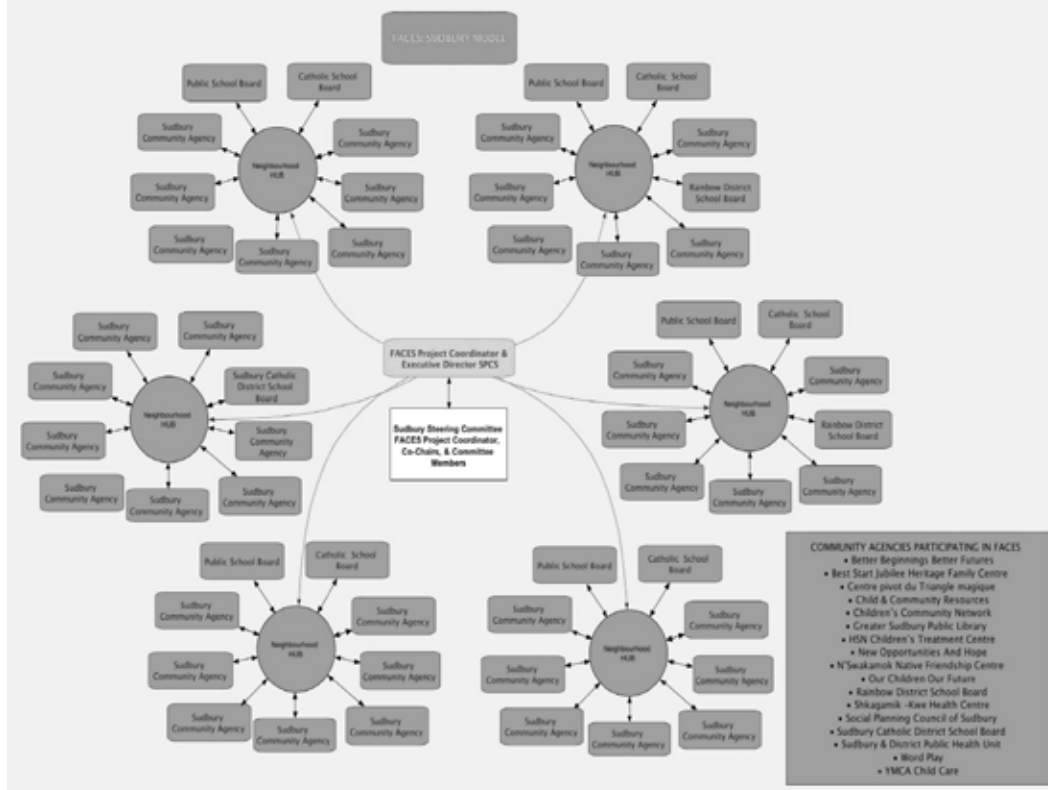 FACES: SUDBURY MODEL
Public School Board
Catholic School
Board
Sudbury
Community Agency
Sudbury
Community Agency
Neighbourhood
HUB
Sudbury
Community Agency
Sudbury
Community Agency
Sudbury
Community Agency
Sudbury
Community Agency
Sudbury
Community Agency
Public School Board
Catholic School
Board
Sudbury
Community Agency
Sudbury
Community Agency
Neighbourhood
HUB
Sudbury
Community Agency
Rainbow District
School Board
Sudbury
Community Agency
Sudbury
Community Agency
Sudbury
Community Agency
FACES Project Coordinator &
Executive Director SPCS
Sudbury Steering Committee
FACES Project Coordinator,
Co-Chairs, & Committee
Members
Sudbury
Community Agency
Sudbury
Community Agency
Sudbury
Community Agency
Sudbury Catholic
District School
Board
Neighbourhood
HUB
Sudbury
Community Agency
Sudbury
Community
Agency
Sudbury
Community Agency
Sudbury
Community Agency
Sudbury
Community Agency
Public School Board
Catholic School
Board
Sudbury
Community Agency
Sudbury
Community Agency
Neighbourhood
HUB
Sudbury
Community Agency
Rainbow District
School Board
Sudbury
Community Agency
Sudbury
Community Agency
Sudbury
Community Agency
Public School Board
Catholic School
Board
Sudbury
Community Agency
Sudbury
Community Agency
Neighbourhood
HUB
Sudbury
Community Agency
Sudbury
Community Agency
Sudbury
Community Agency
Sudbury
Community Agency
Sudbury
Community Agency
Public School Board
Catholic School
Board
Sudbury
Community Agency
Sudbury
Community Agency
Neighbourhood
HUB
Sudbury
Community Agency
Sudbury
Community Agency
Sudbury
Community Agency
Sudbury
Community Agency
Sudbury
Community Agency
COMMUNITY AGENCIES PARTICIPATING IN FACES
• Better Beginnings Better Futures
• Best Start Jubilee Heritage Family Centre
• Centre pivot du Triangle magique
• Child & Community Resources
• Children's Community Network
• Greater Sudbury Public Library
• HSN Children's Treatment Centre
• New Opportunities And Hope
• N'Swakamok Native Friendship Centre
• Our Children Our Future
• Rainbow District School Board
• Shkagamik -Kwe Health Centre
• Social Planning Council of Sudbury
• Sudbury Catholic District School Board
• Sudbury & District Public Health Unit
• Word Play
• YMCA Child Care